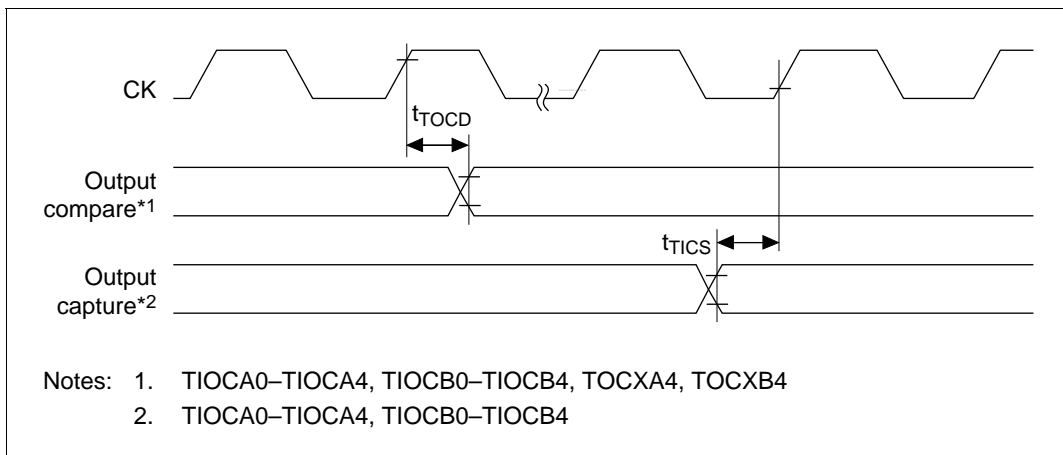 CK
tTOCD
Output
compare*1
tTICS
Output
capture*2
Notes: 1. TIOCA0–TIOCA4, TIOCB0–TIOCB4, TOCXA4, TOCXB4
2. TIOCA0–TIOCA4, TIOCB0–TIOCB4